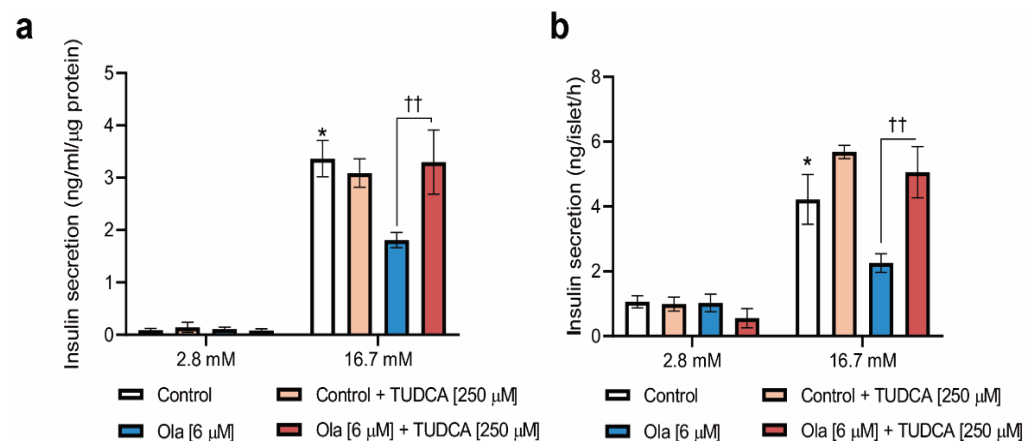 a
Insulin secretion (ng/ml/µg protein)
5
4
3
2
1
0
*
††
2.8 mM
16.7 mM
Control
Control + TUDCA [250 µM]
Ola [6 µM]
Ola [6 µM] + TUDCA [250 µM]
b
Insulin secretion (ng/islet/h)
8
6
4
2
0
*
††
2.8 mM
16.7 mM
Control
Control + TUDCA [250 µM]
Ola [6 µM]
Ola [6 µM] + TUDCA [250 µM]